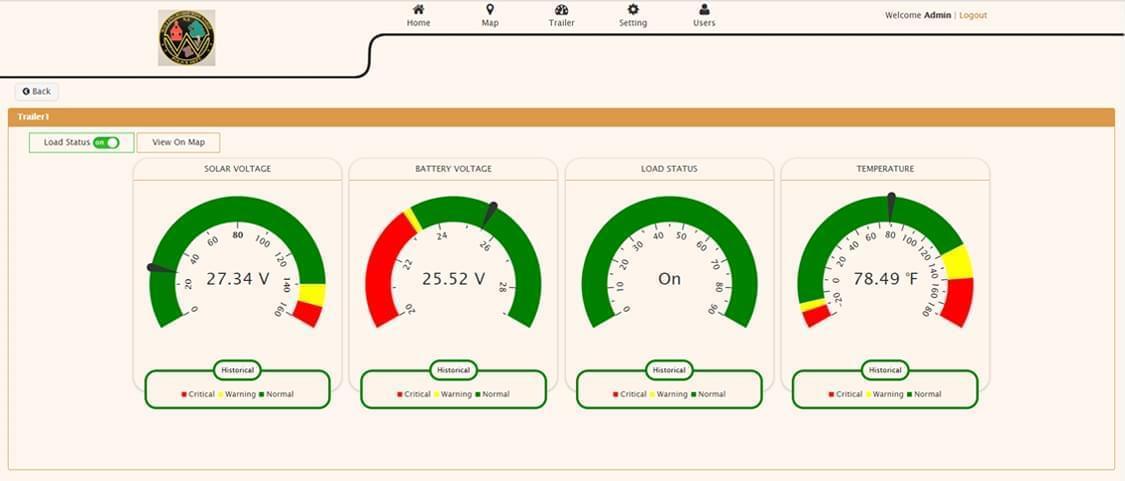 Home Map Trailer Setting Users
Welcome Admin | Logout
Back
Trailer1
Load Status on View On Map
SOLAR VOLTAGE
0 20 40 60 80 100 120 140 160
27.34 V
Historical
Critical Warning Normal
BATTERY VOLTAGE
20 22 24 26 28
25.52 V
Historical
Critical Warning Normal
LOAD STATUS
0 10 20 30 40 50 60 70 80 90
On
Historical
Critical Warning Normal
TEMPERATURE
-20 0 20 40 60 80 100 120 140 160 180
78.49 °F
Historical
Critical Warning Normal